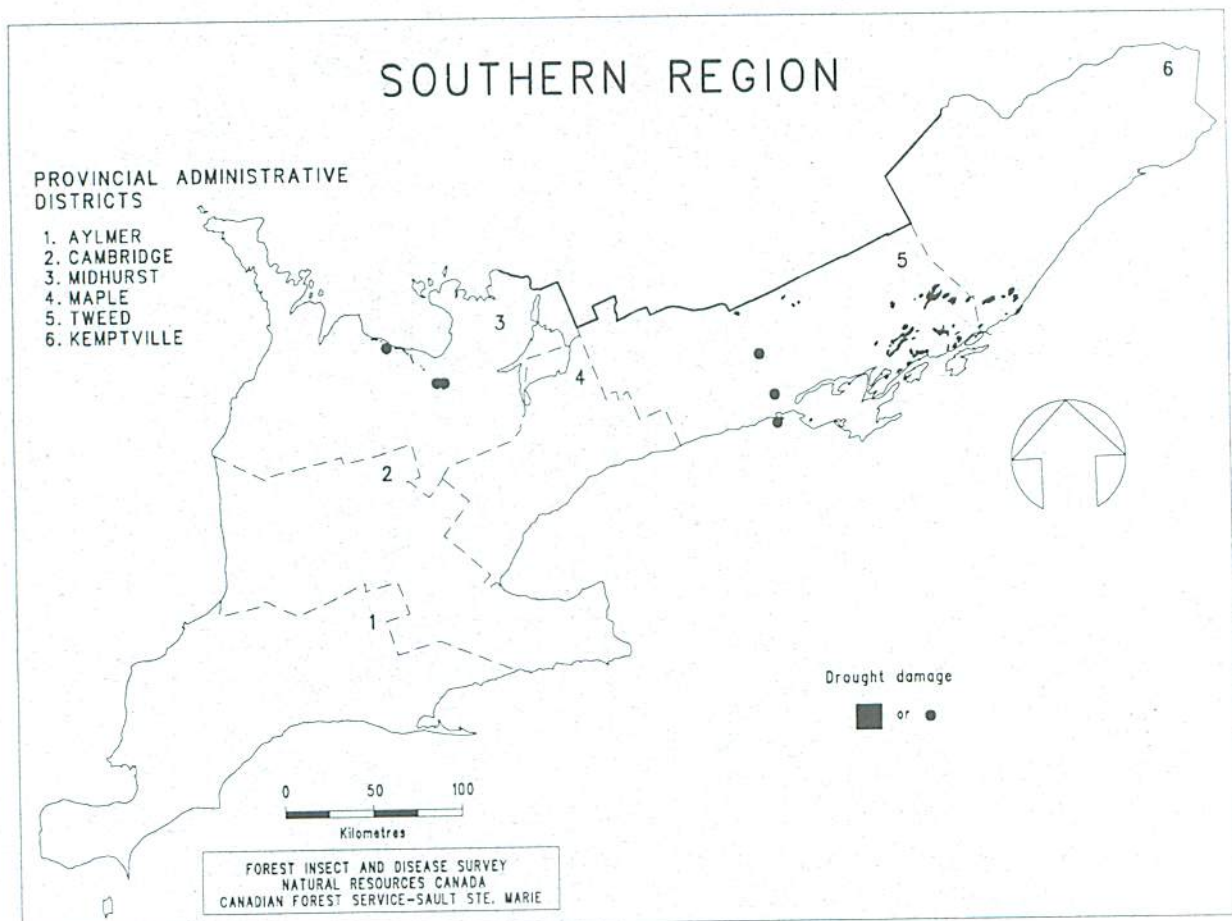 SOUTHERN REGION
PROVINCIAL ADMINISTRATIVE
DISTRICTS
1. AYLMER
2. CAMBRIDGE
3. MIDHURST
4. MAPLE
5. TWEED
6. KEMPTVILLE
6
5
3
4
2
1
Drought damage
or
0 50 100
Kilometres
FOREST INSECT AND DISEASE SURVEY
NATURAL RESOURCES CANADA
CANADIAN FOREST SERVICE-SAULT STE. MARIE